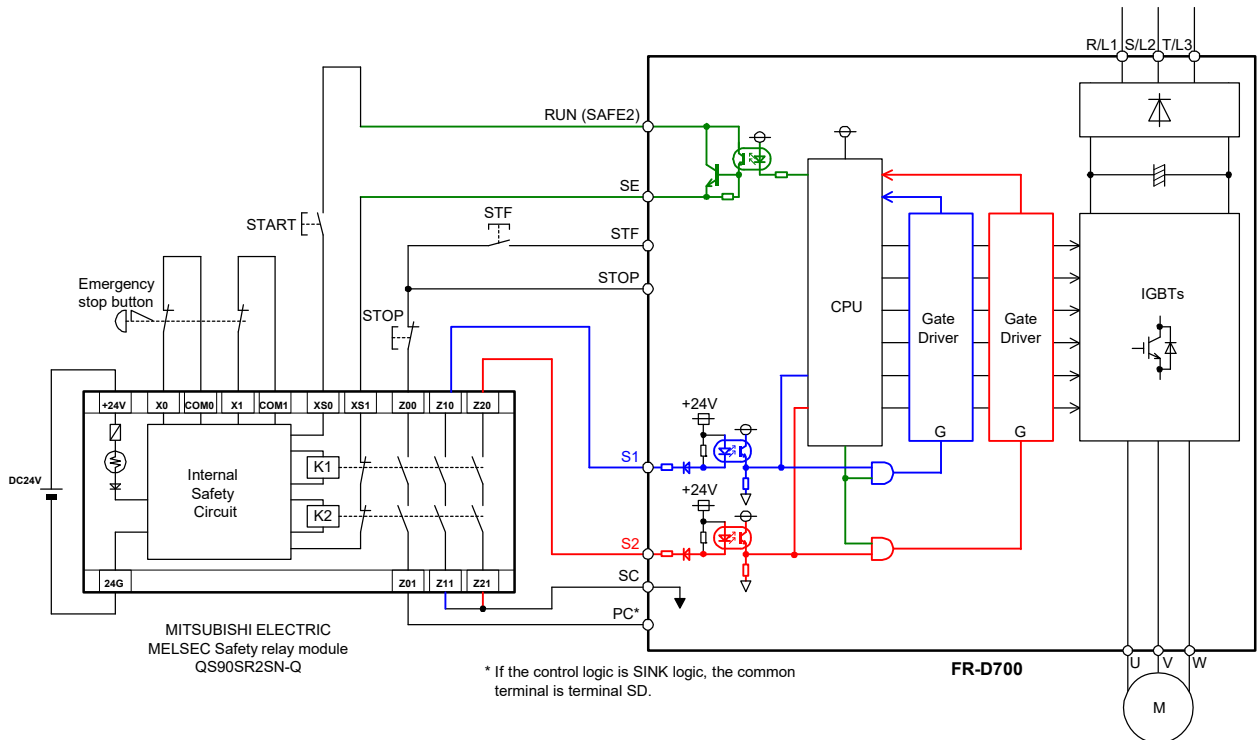 R/L1 S/L2 T/L3
RUN (SAFE2)
SE
STF
START
STF
STOP
Emergency
stop button
STOP
CPU
Gate
Driver
Gate
Driver
IGBTs
+24V
X0
COM0
X1
COM1
XS0
XS1
Z00
Z10
Z20
+24V
G
G
S1
K1
Internal
Safety
Circuit
DC24V
+24V
K2
S2
SC
24G
Z01
Z11
Z21
PC*
MITSUBISHI ELECTRIC
MELSEC Safety relay module
QS90SR2SN-Q
* If the control logic is SINK logic, the common
terminal is terminal SD.
FR-D700
U
V
W
M